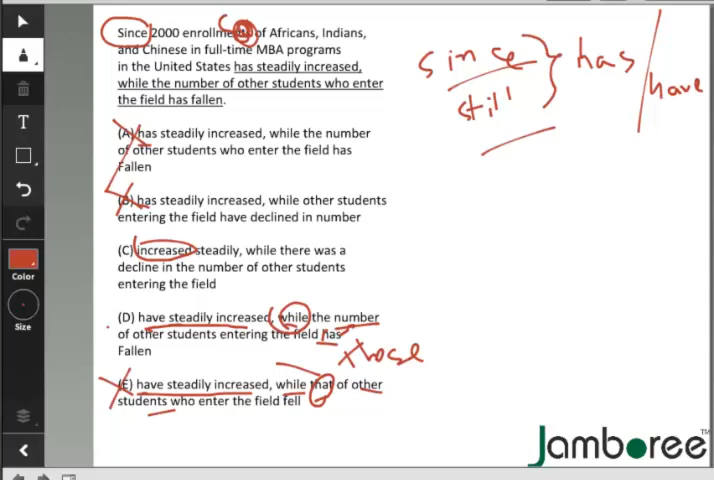 Since 2000 enrollments of Africans, Indians,
and Chinese in full-time MBA programs
in the United States has steadily increased,
while the number of other students who enter
the field has fallen.
(A) has steadily increased, while the number
of other students who enter the field has
Fallen
(B) has steadily increased, while other students
entering the field have declined in number
(C) increased steadily, while there was a
decline in the number of other students
entering the field
(D) have steadily increased, while the number
of other students entering the field has
Fallen
(E) have steadily increased, while that of other
students who enter the field fell
since
still
has
have
those
T
Color
Size
Jamboree™